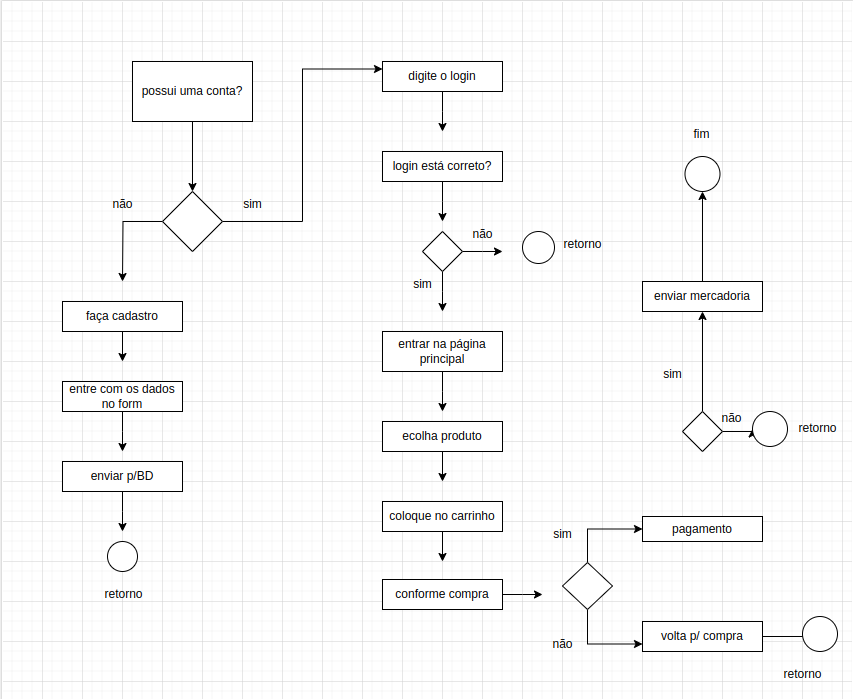 possui uma conta?
não
sim
faça cadastro
entre com os dados
no form
enviar p/BD
retorno
digite o login
login está correto?
não
retorno
sim
entrar na página
principal
ecolha produto
coloque no carrinho
conforme compra
sim
pagamento
não
volta p/ compra
retorno
fim
enviar mercadoria
sim
não
retorno